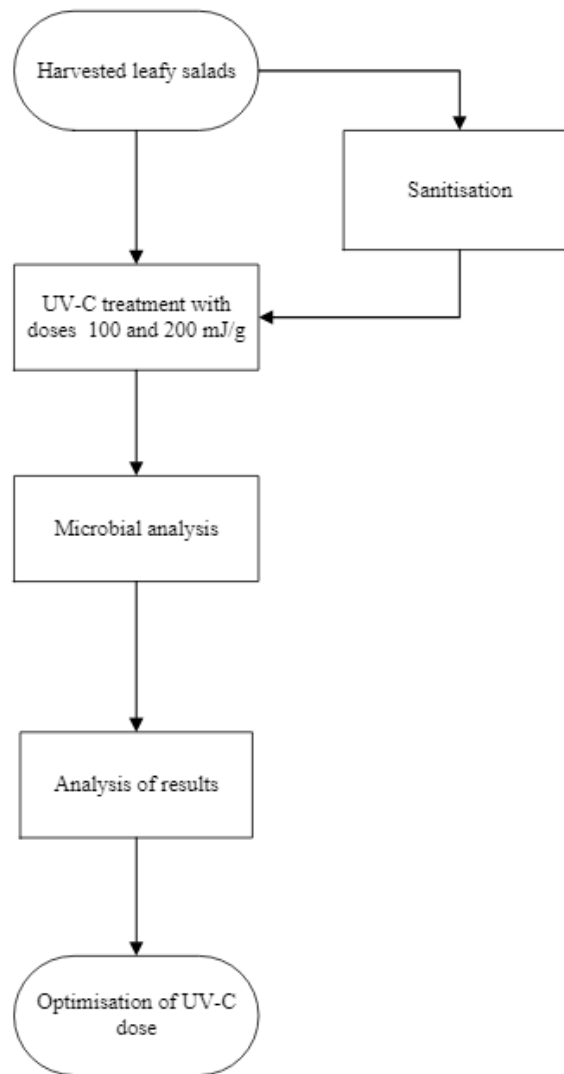 Harvested leafy salads
Sanitisation
UV-C treatment with
doses  100 and 200 mJ/g
Microbial analysis
Analysis of results
Optimisation of UV-C
dose